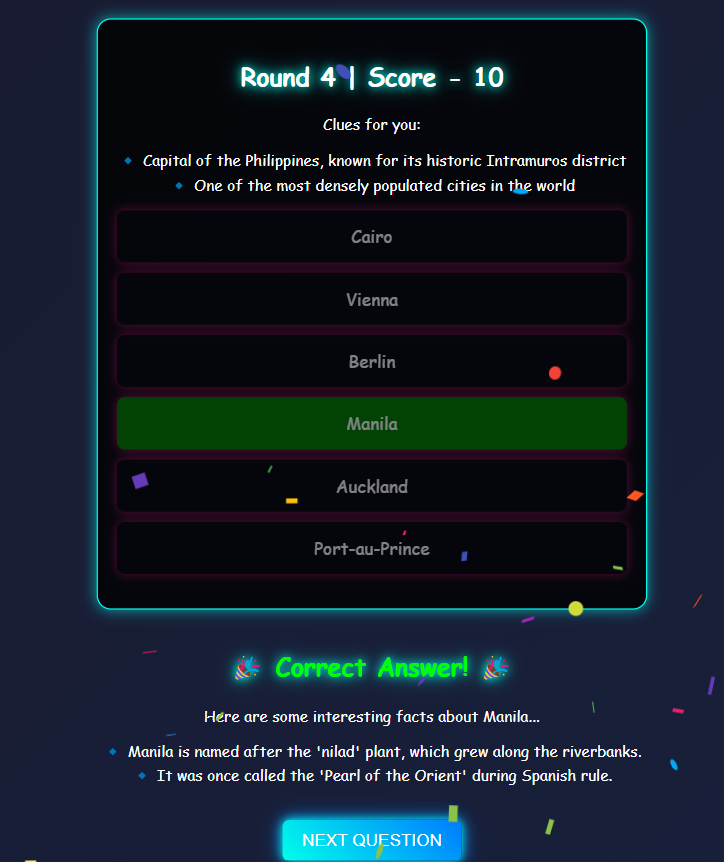 Round 4 | Score - 10
Clues for you:
🔹 Capital of the Philippines, known for its historic Intramuros district
🔹 One of the most densely populated cities in the world
Cairo
Vienna
Berlin
Manila
Auckland
Port-au-Prince
🎉 Correct Answer! 🎉
Here are some interesting facts about Manila...
🔹 Manila is named after the 'nilad' plant, which grew along the riverbanks.
🔹 It was once called the 'Pearl of the Orient' during Spanish rule.
NEXT QUESTION